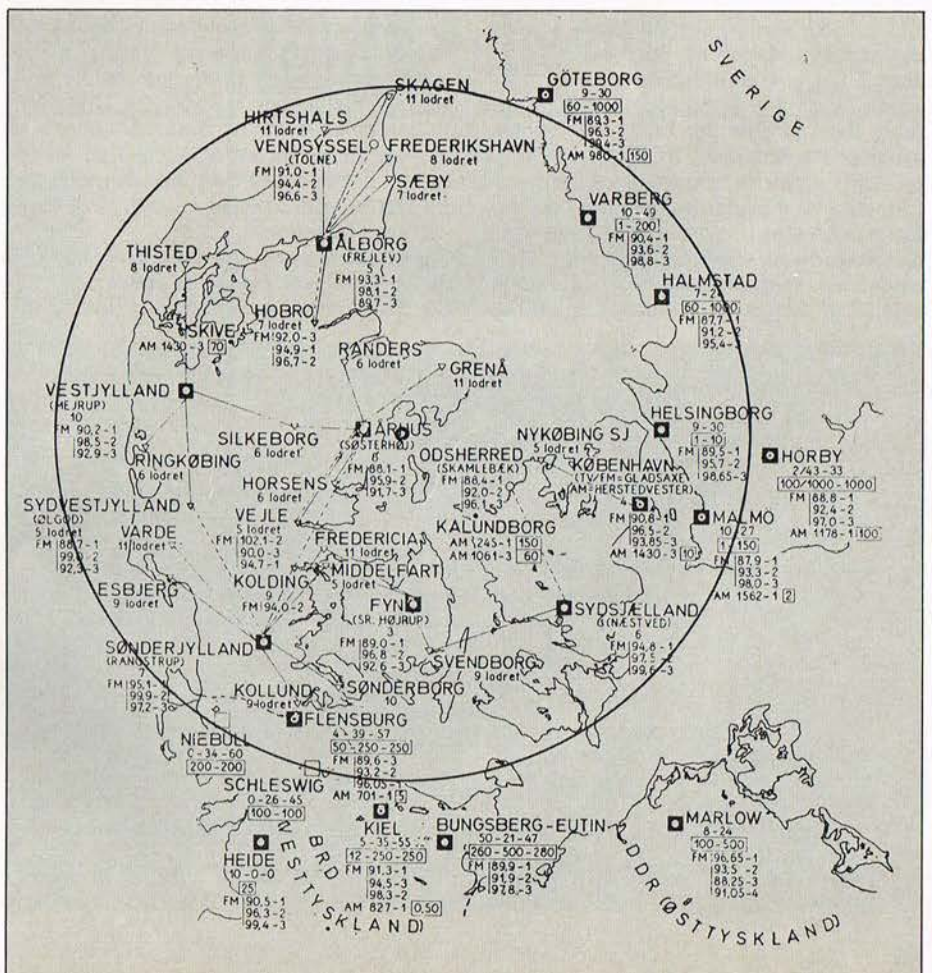 SVERIGE
GÖTEBORG
9-30
60-1000
FM 89,3-1
96,3-2
99,4-3
AM 980-1 150
SKAGEN
11 lodret
HIRTSHALS
11 lodret
VENDSYSSEL
(TOLNE)
FM 91,0-1
94,4-2
96,6-3
FREDERIKSHAVN
8 lodret
SÆBY
7 lodret
VARBERG
10-49
1-200
FM 90,4-1
93,6-2
98,8-3
THISTED
8 lodret
ÅLBORG
(FREJLEV)
5
FM 93,3-1
98,1-2
89,7-3
HALMSTAD
60-1000
FM 87,7-1
91,2-2
95,4-3
HOBRO
7 lodret
FM 92,0-3
94,9-1
96,7-2
SKIVE
AM 1430-3 70
RANDERS
6 lodret
GRENÅ
11 lodret
VESTJYLLAND
(MEJRUP)
10
FM 90,2-1
98,5-2
92,9-3
ÅRHUS
(SØSTERHØJ)
FM 88,1-1
95,9-2
91,7-3
SILKEBORG
6 lodret
HELSINGBORG
9-30
1-10
FM 89,5-1
95,7-2
98,65-3
HÖRBY
2/43-33
100/1000-1000
FM 88,8-1
92,4-2
97,0-3
AM 1178-1 100
RINGKØBING
6 lodret
HORSENS
6 lodret
ODSHERRED
(SKAMLEBÆK)
FM 88,4-1
92,0-2
96,1-3
NYKØBING SJ
5 lodret
KØBENHAVN
(TV/FM=GLADSAXE
AM=HERSTEDVESTER)
4
FM 90,8-1
96,5-2
93,85-3
AM 1430-3 10
MALMÖ
10-27
1-150
FM 87,9-1
93,3-2
98,0-3
AM 1562-1 2
SYDVESTJYLLAND
(ØLGOD)
5 lodret
FM 88,7-1
92,3-3
VEJLE
5 lodret
FM 102,1-2
90,0-3
94,7-1
KALUNDBORG
AM 245-1 150
AM 1061-3 60
VARDE
11 lodret
FREDERICIA
11 lodret
MIDDELFART
5 lodret
ESBJERG
9 lodret
KOLDING
9
FM 94,0-2
FYN
(SR. HØJRUP)
3
FM 89,0-1
96,8-2
92,6-3
SYDSJÆLLAND
(NÆSTVED)
6
FM 94,8-1
97,5-2
99,6-3
SVENDBORG
9 lodret
SØNDERJYLLAND
(RANGSTRUP)
7
FM 95,1-1
99,9-2
97,2-3
KOLLUND
9 lodret
SØNDERBORG
10
FLENSBURG
4-39-57
50-250-250
FM 89,6-3
93,2-2
96,05-1
AM 701-1 5
NIEBÜLL
0-34-60
200-200
SCHLESWIG
0-26-45
100-100
HEIDE
10-0-0
25
FM 90,5-1
96,3-2
99,4-3
KIEL
5-35-55
12-250-250
FM 91,3-1
94,5-3
98,3-2
AM 827-1 0,50
BUNGSBERG-EUTIN
50-21-47
260-500-280
FM 89,9-1
91,9-2
97,8-3
MARLOW
8-24
100-500
FM 96,65-1
93,5-2
88,25-3
91,05-4
BRD
(VESTTYSKLAND)
DDR (ØSTTYSKLAND)